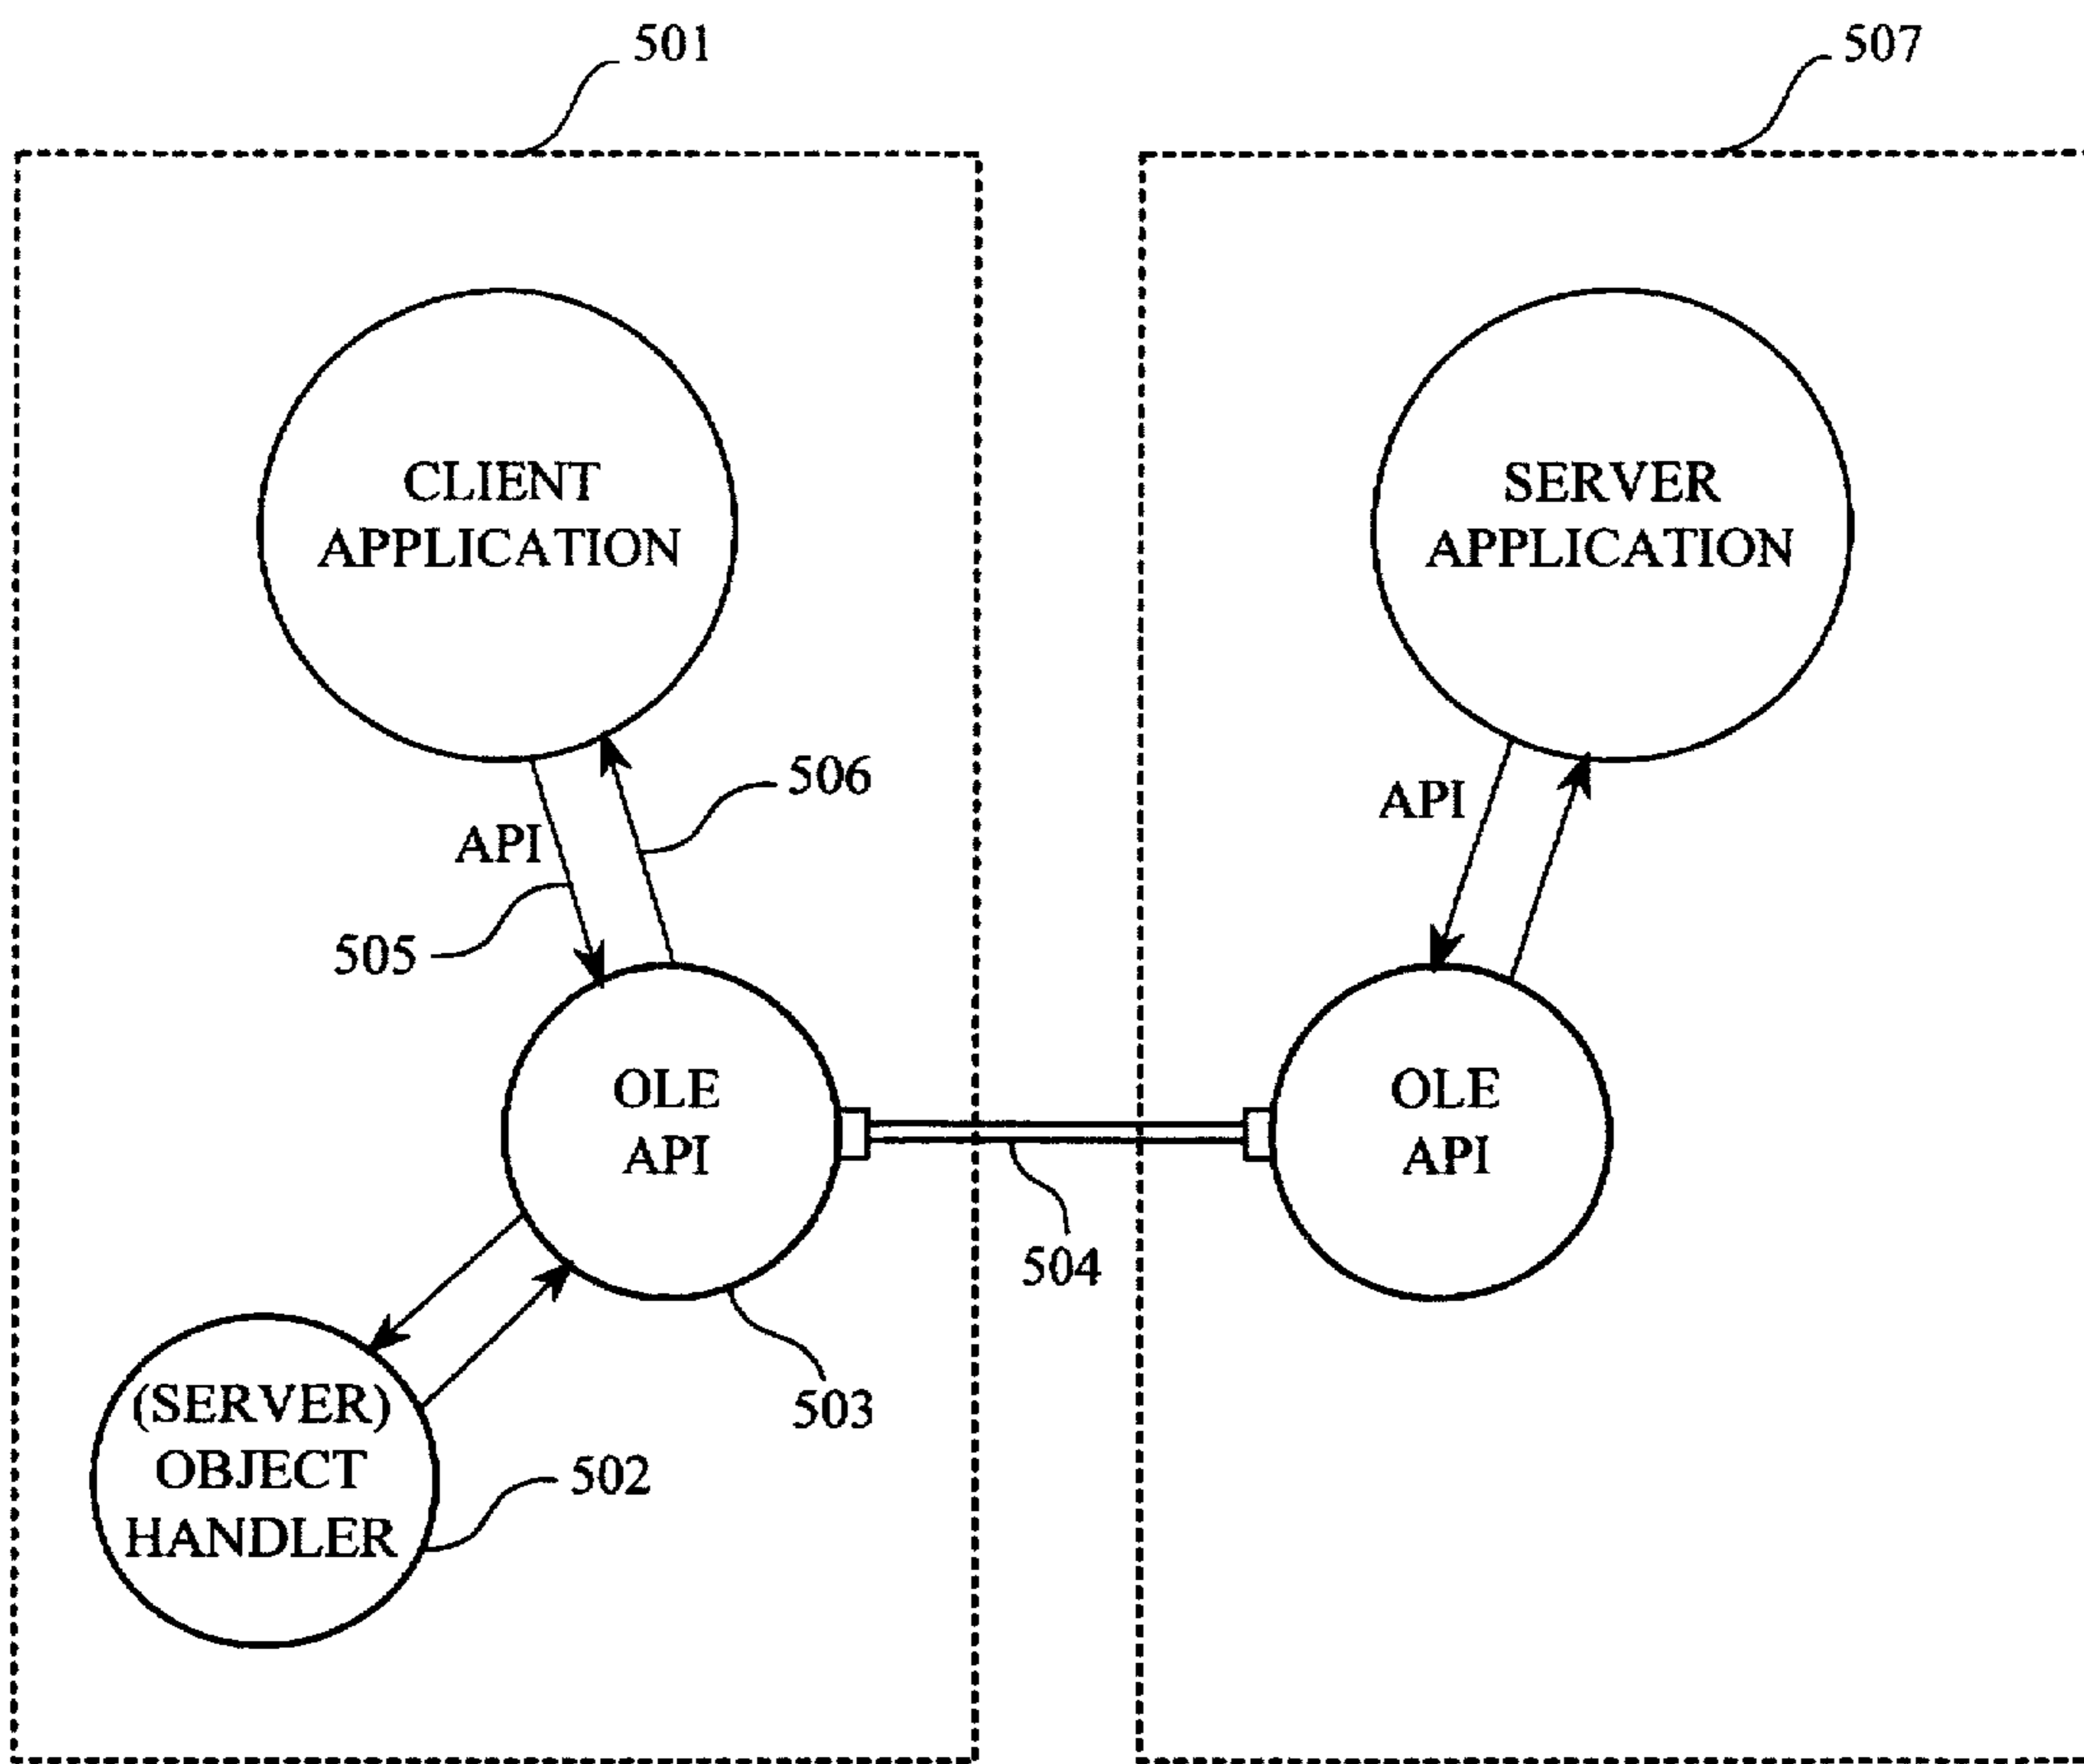 501
507
CLIENT
APPLICATION
SERVER
APPLICATION
506
API
API
505
OLE
API
OLE
API
504
503
(SERVER)
OBJECT
HANDLER
502